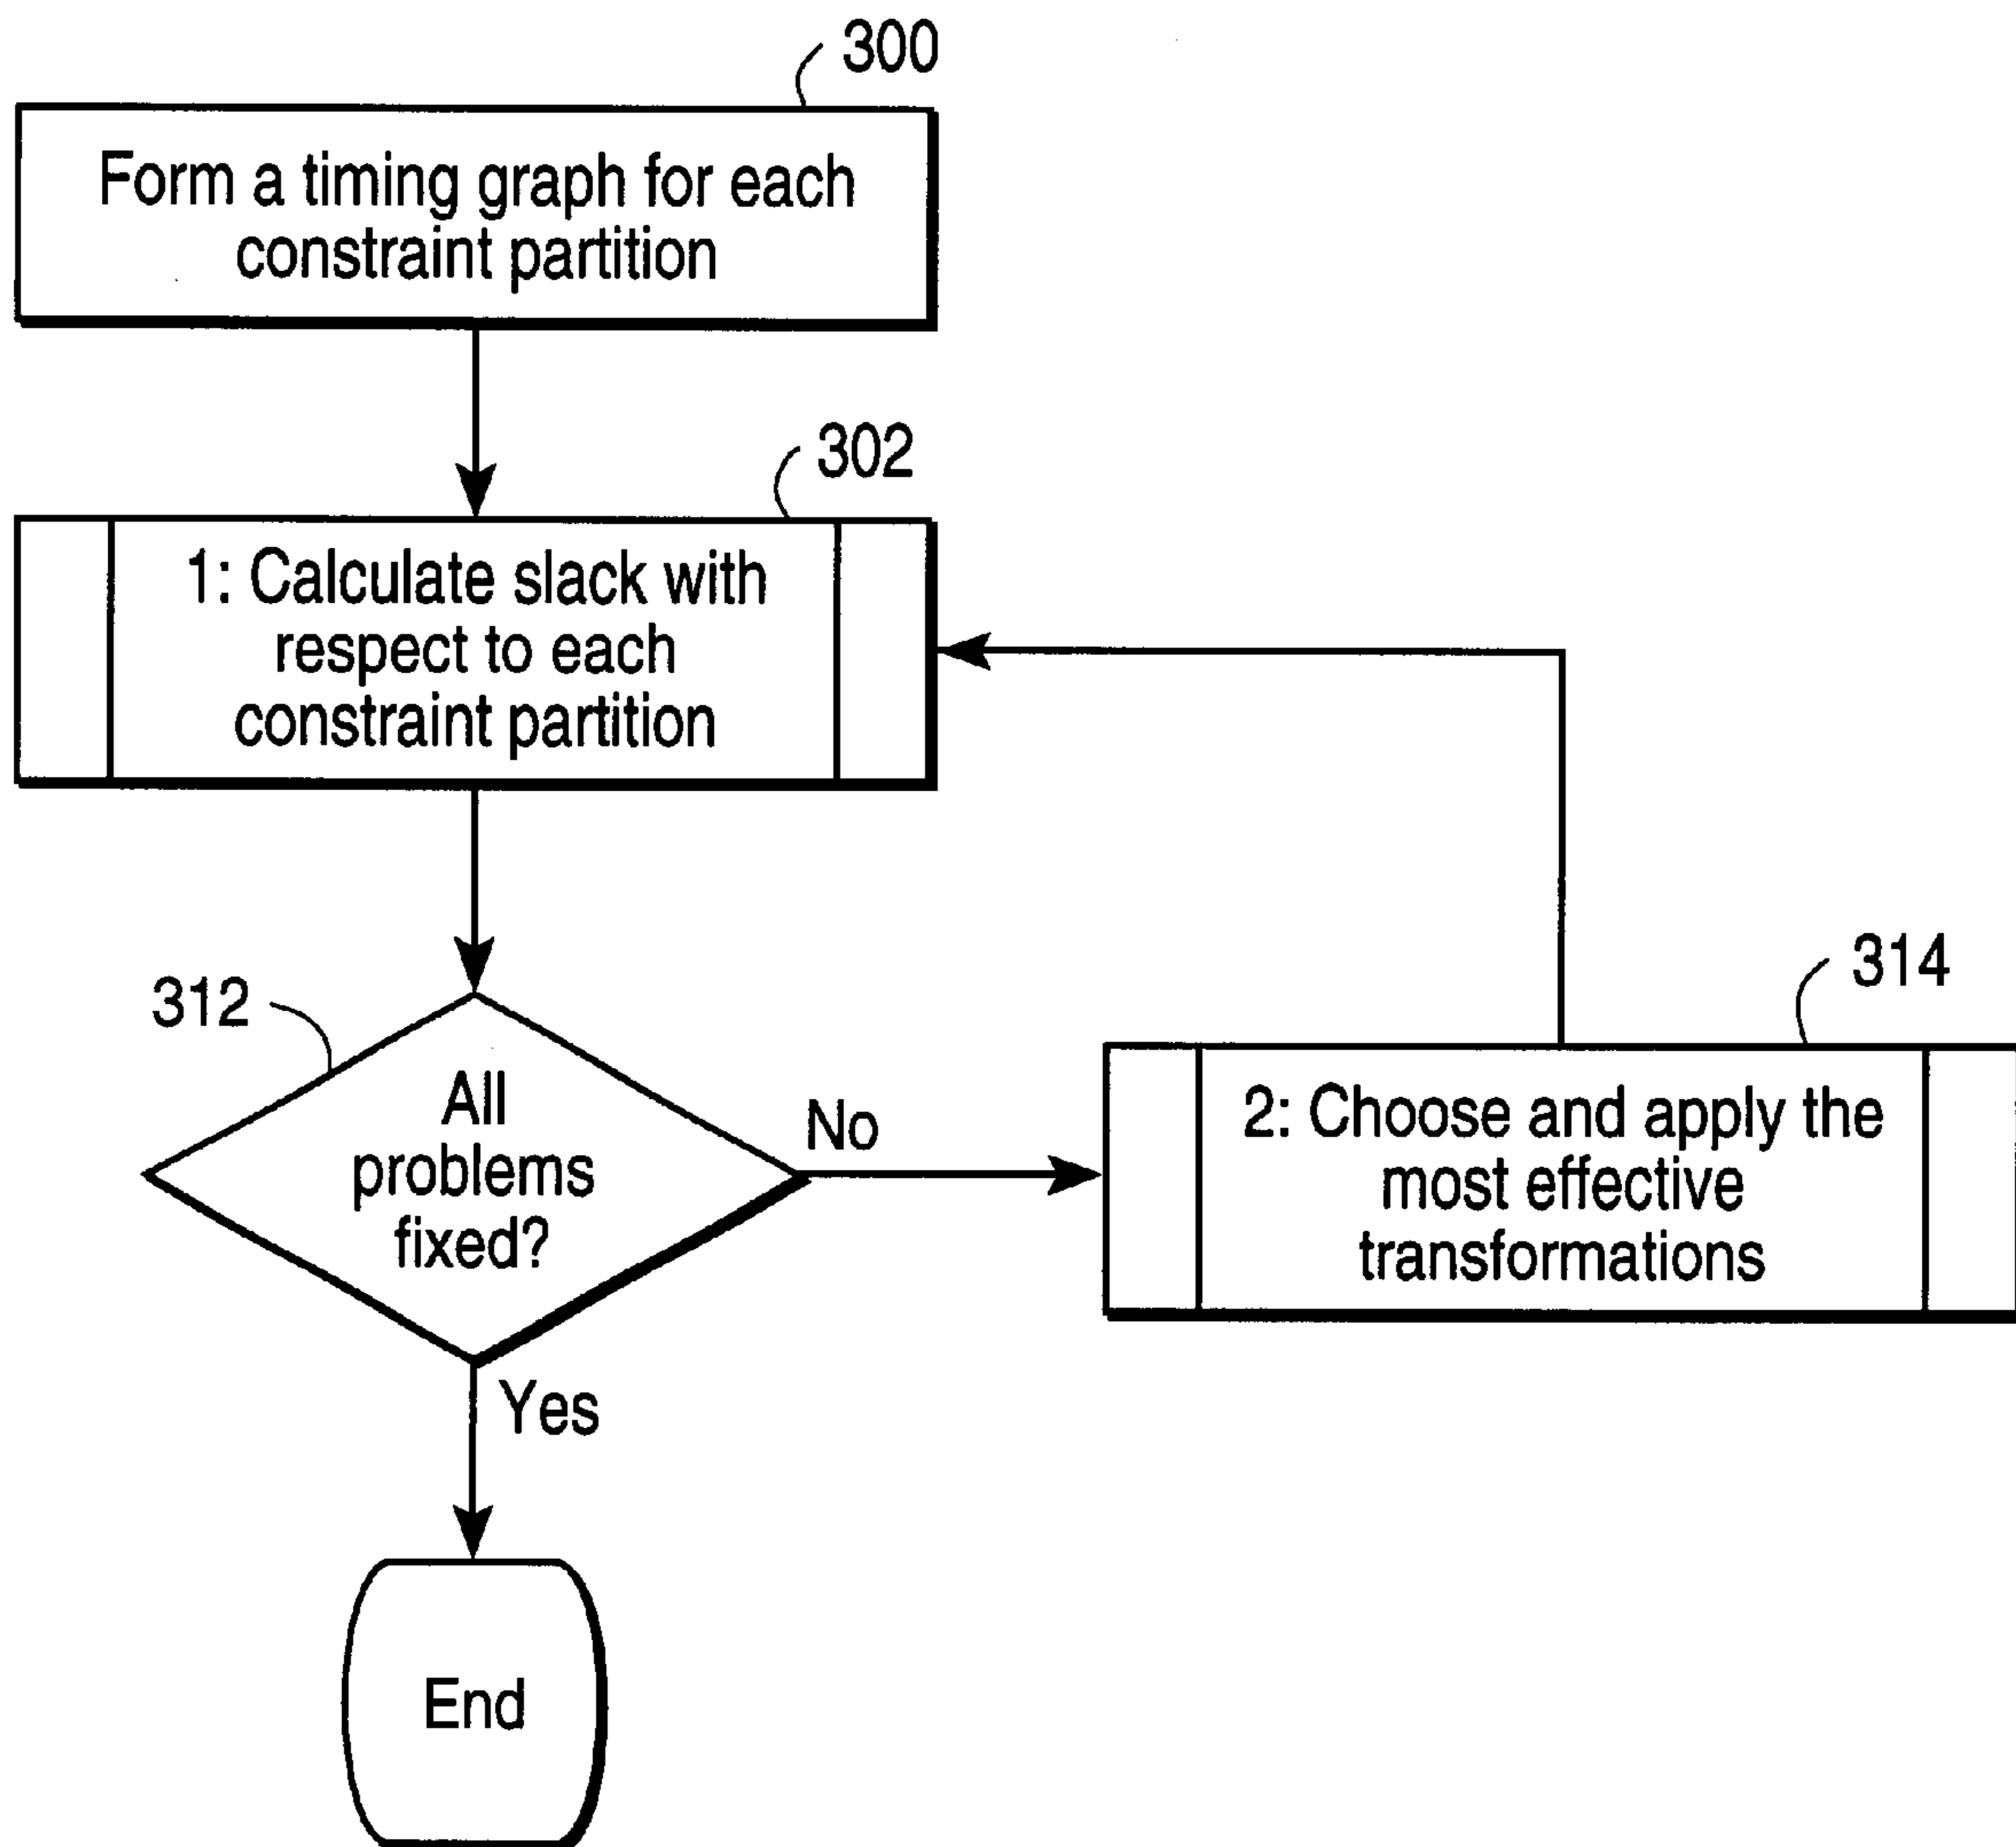 300
Form a timing graph for each
constraint partition
302
1: Calculate slack with
respect to each
constraint partition
312
All
problems
fixed?
No
314
2: Choose and apply the
most effective
transformations
Yes
End